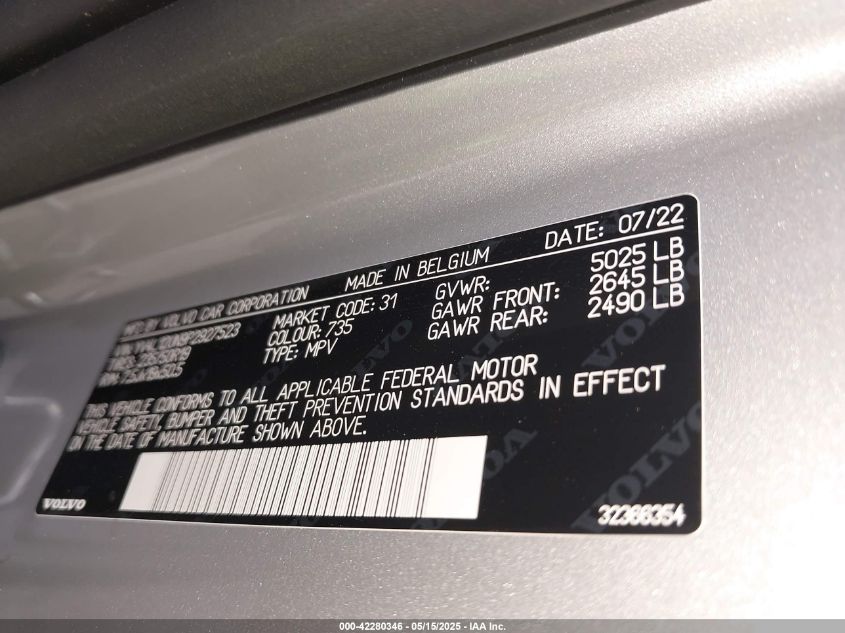 MFD BY VOLVO CAR CORPORATION MADE IN BELGIUM DATE: 07/22
MARKET CODE: 31 GVWR: 5025 LB
COLOUR: 735 GAWR FRONT: 2645 LB
TYPE: MPV GAWR REAR: 2490 LB
THIS VEHICLE CONFORMS TO ALL APPLICABLE FEDERAL MOTOR
VEHICLE SAFETY, BUMPER AND THEFT PREVENTION STANDARDS IN EFFECT
ON THE DATE OF MANUFACTURE SHOWN ABOVE.
VOLVO 32366354
000-42280346 - 05/15/2025 - IAA Inc.